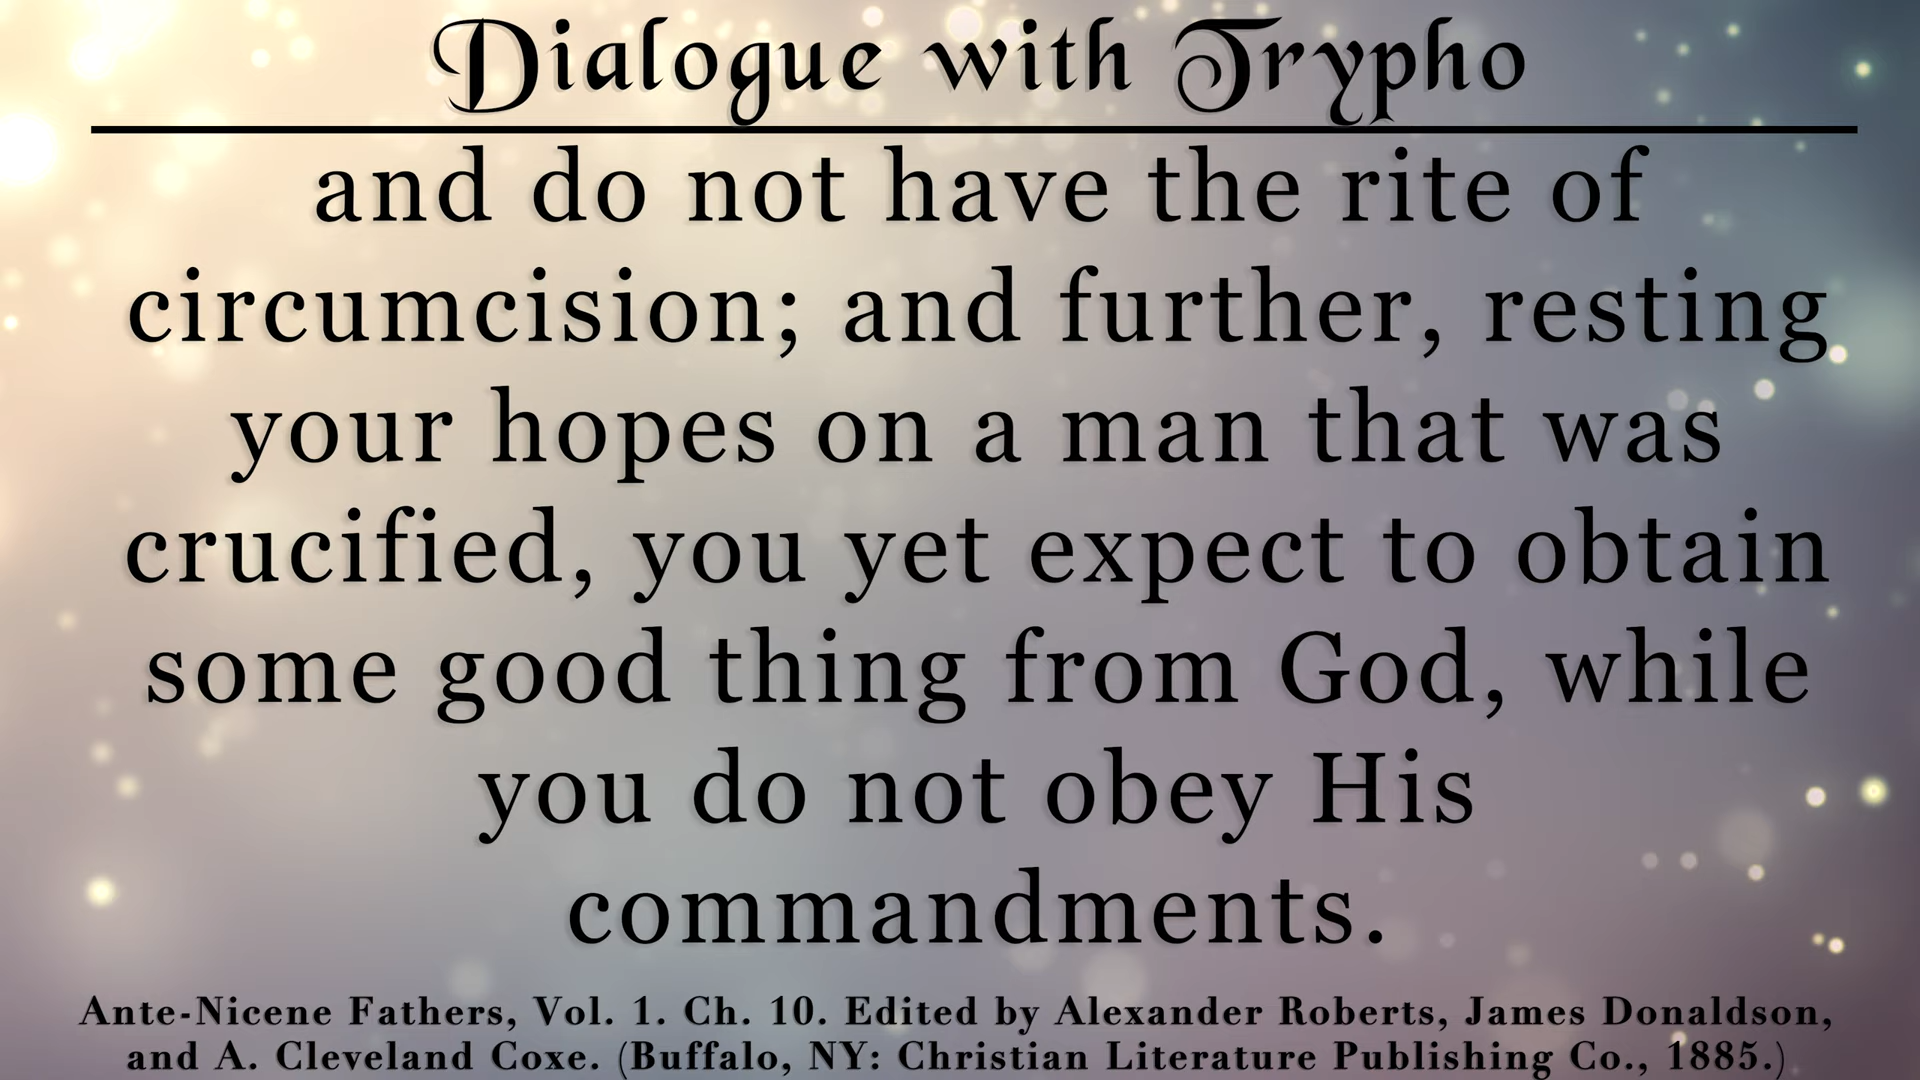 Dialogue with Trypho
and do not have the rite of
circumcision; and further, resting
your hopes on a man that was
crucified, you yet expect to obtain
some good thing from God, while
you do not obey His
commandments.
Ante-Nicene Fathers, Vol. 1. Ch. 10. Edited by Alexander Roberts, James Donaldson,
and A. Cleveland Coxe. (Buffalo, NY: Christian Literature Publishing Co., 1885.)